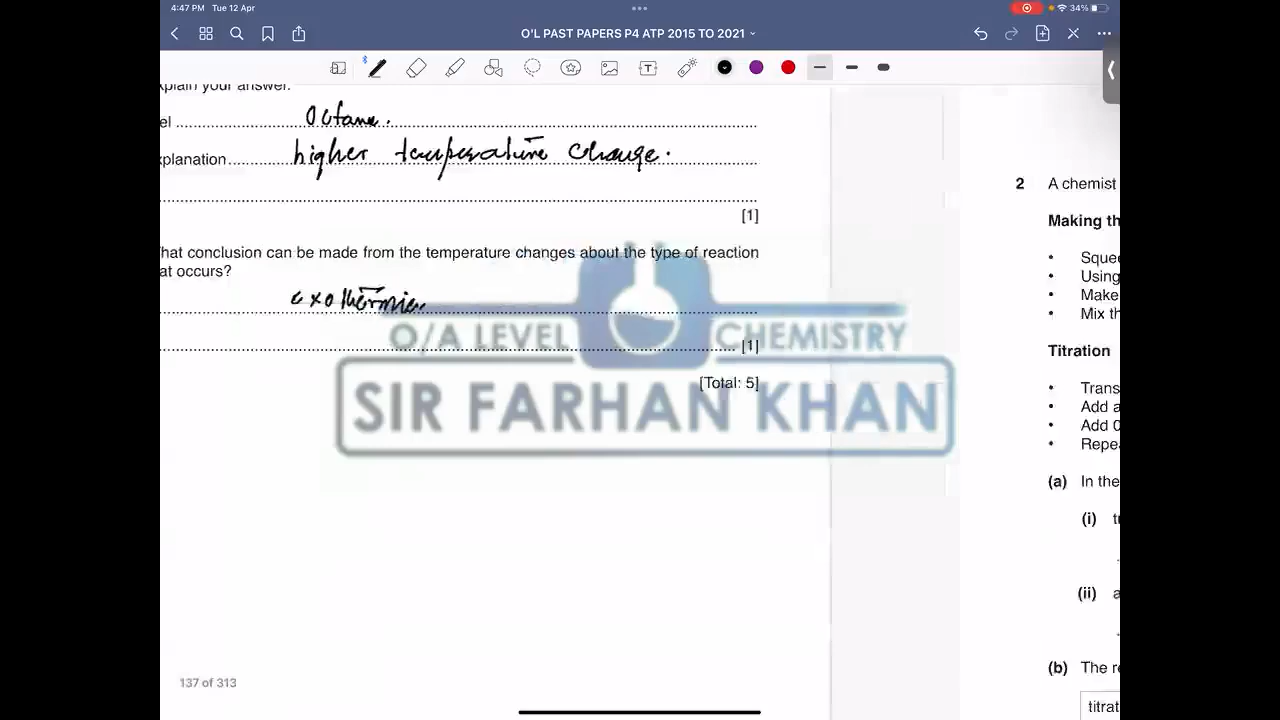 4:47 PM Tue 12 Apr
34%
O'L PAST PAPERS P4 ATP 2015 TO 2021
xplain your answer.
el Octane.
xplanation higher temperature change.
[1]
hat conclusion can be made from the temperature changes about the type of reaction
at occurs?
exothermic
[1]
[Total: 5]
O/A LEVEL CHEMISTRY
SIR FARHAN KHAN
137 of 313
2 A chemist
Making th
• Squee
• Using
• Make
• Mix th
Titration
• Trans
• Add a
• Add 0
• Repea
(a) In the
(i) t
(ii) a
(b) The re
titrat